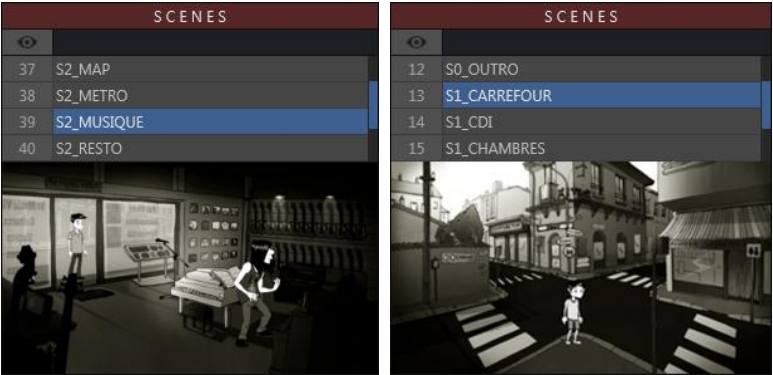 SCENES
37 S2_MAP
38 S2_METRO
39 S2_MUSIQUE
40 S2_RESTO
SCENES
12 S0_OUTRO
13 S1_CARREFOUR
14 S1_CDI
15 S1_CHAMBRES